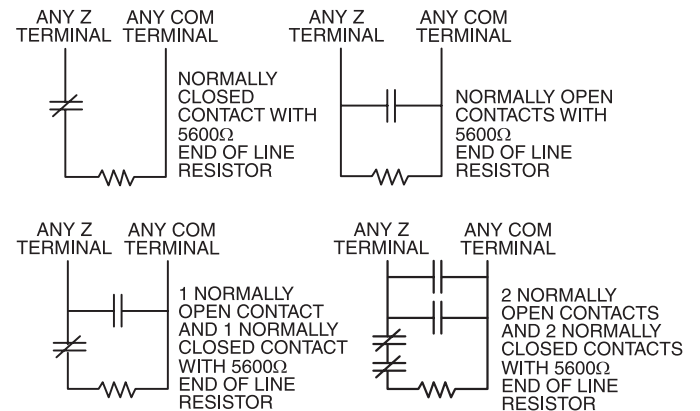 ANY Z
TERMINAL
ANY COM
TERMINAL
NORMALLY
CLOSED
CONTACT WITH
5600Ω
END OF LINE
RESISTOR
ANY Z
TERMINAL
ANY COM
TERMINAL
NORMALLY OPEN
CONTACTS WITH
5600Ω
END OF LINE
RESISTOR
ANY Z
TERMINAL
ANY COM
TERMINAL
1 NORMALLY
OPEN CONTACT
AND 1 NORMALLY
CLOSED CONTACT
WITH 5600Ω
END OF LINE
RESISTOR
ANY Z
TERMINAL
ANY COM
TERMINAL
2 NORMALLY
OPEN CONTACTS
AND 2 NORMALLY
CLOSED CONTACTS
WITH 5600Ω
END OF LINE
RESISTOR